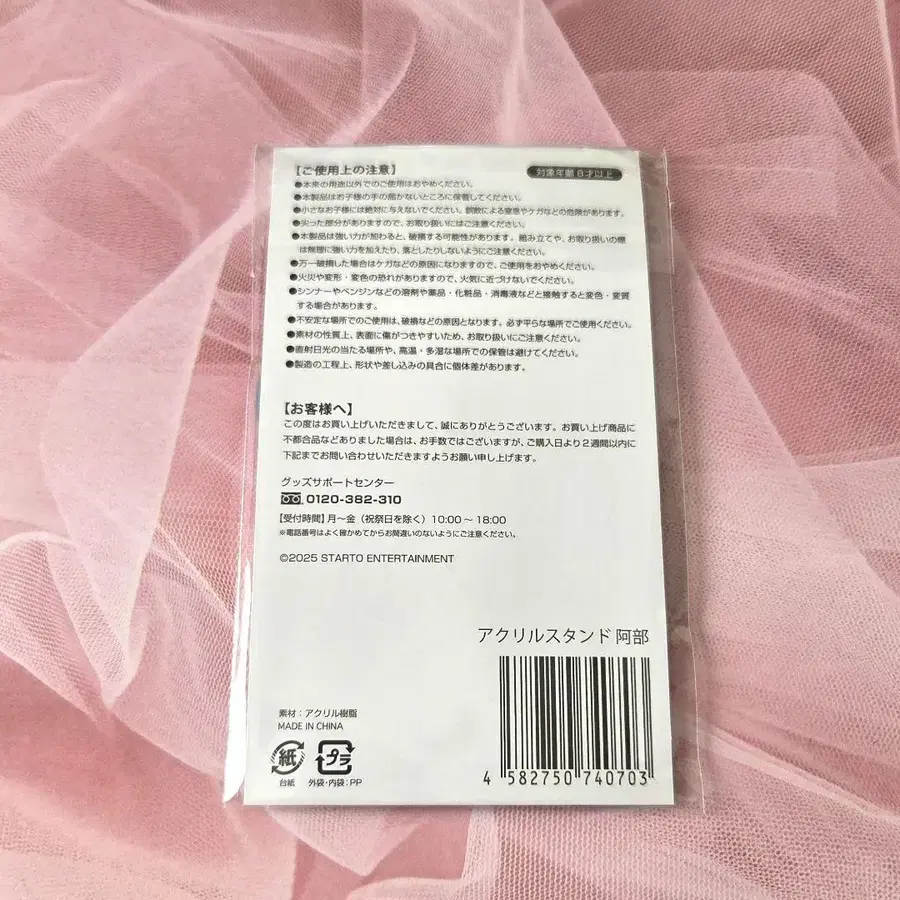 【ご使用上の注意】
対象年齢 8才以上
●本来の用途以外でのご使用はおやめください。
●本製品はお子様の手の届かないところに保管してください。
●小さなお子様には絶対に与えないでください。誤飲による窒息やケガなどの危険があります。
●尖った部分がありますので、お取り扱いにはご注意ください。
●本製品は強い力が加わると、破損する可能性があります。組み立てや、お取り扱いの際
は無理に強い力を加えたり、落としたりしないようにご注意ください。
●万一破損した場合はケガなどの原因になりますので、ご使用をおやめください。
●火災や変形・変色の恐れがありますので、火気に近づけないでください。
●シンナーやベンジンなどの溶剤や薬品・化粧品・消毒液などと接触すると変色・変質
する場合があります。
●不安定な場所でのご使用は、破損などの原因となります。必ず平らな場所でご使用ください。
●素材の性質上、表面に傷がつきやすいため、お取り扱いにご注意ください。
●直射日光の当たる場所や、高温・多湿な場所での保管は避けてください。
●製造の工程上、形状や差し込みの具合に個体差があります。
【お客様へ】
この度はお買い上げいただきまして、誠にありがとうございます。お買い上げ商品に
不都合品などありました場合は、お手数ではございますが、ご購入日より2週間以内に
下記までお問い合わせいただきますようお願い申し上げます。
グッズサポートセンター
0120-382-310
【受付時間】月〜金（祝祭日を除く）10:00〜18:00
※電話番号はよく確かめてからお間違いのないようにご注意ください。
©2025 STARTO ENTERTAINMENT
アクリルスタンド 阿部
素材：アクリル樹脂
MADE IN CHINA
紙
プラ
台紙
外袋・内袋：PP
4 582750 740703